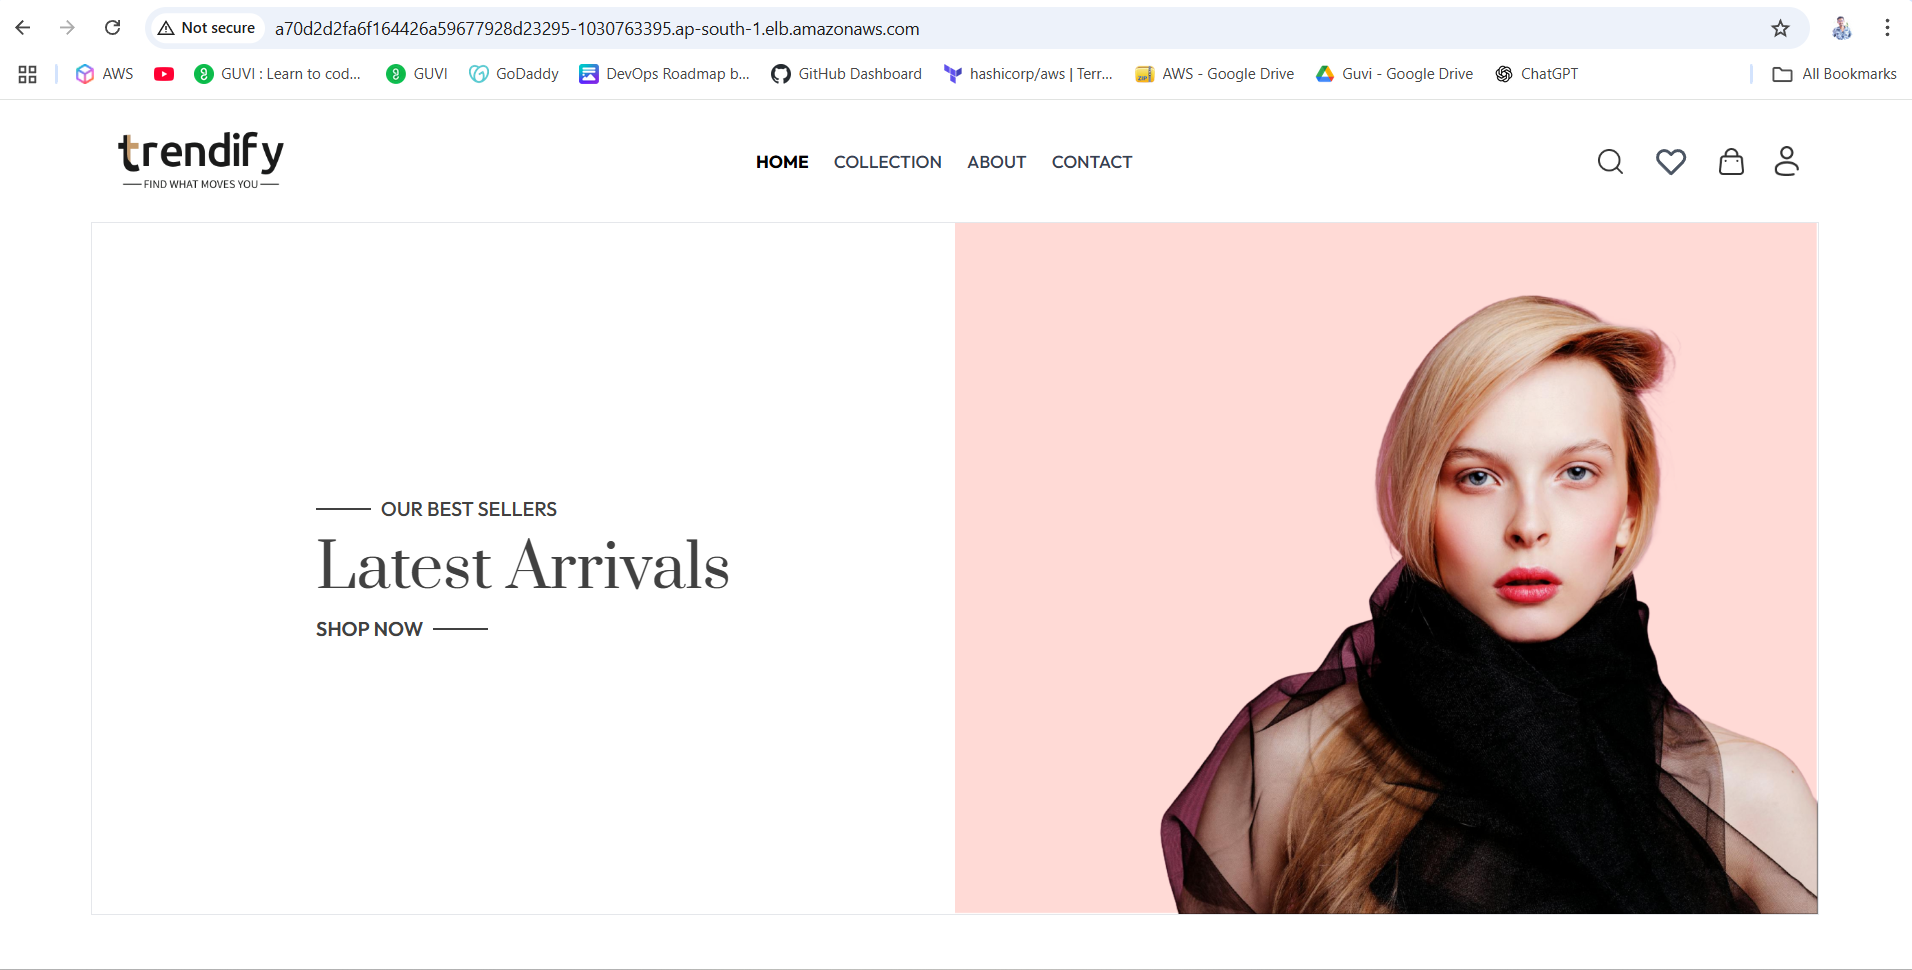 Not secure
a70d2d2fa6f164426a59677928d23295-1030763395.ap-south-1.elb.amazonaws.com
AWS GUVI : Learn to cod... GUVI GoDaddy DevOps Roadmap b... GitHub Dashboard hashicorp/aws | Terr... AWS - Google Drive Guvi - Google Drive ChatGPT All Bookmarks
trendify
FIND WHAT MOVES YOU
HOME COLLECTION ABOUT CONTACT
OUR BEST SELLERS
Latest Arrivals
SHOP NOW